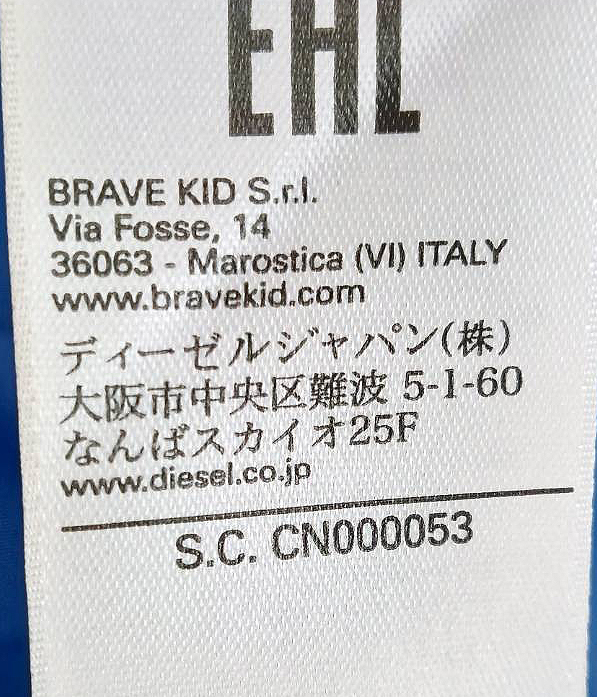 EHL
BRAVE KID S.r.l.
Via Fosse, 14
36063 - Marostica (VI) ITALY
www.bravekid.com
ディーゼルジャパン(株)
大阪市中央区難波 5-1-60
なんばスカイオ25F
www.diesel.co.jp
S.C. CN000053